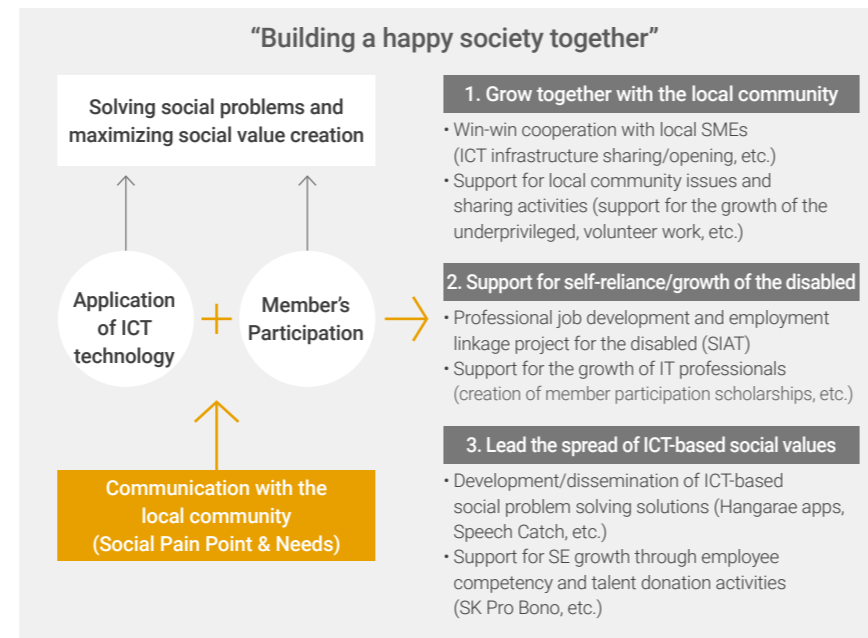 “Building a happy society together”
Solving social problems and
maximizing social value creation
Application
of ICT
technology
+
Member’s
Participation
Communication with the
local community
(Social Pain Point & Needs)
1. Grow together with the local community
• Win-win cooperation with local SMEs
(ICT infrastructure sharing/opening, etc.)
• Support for local community issues and
sharing activities (support for the growth of the
underprivileged, volunteer work, etc.)
2. Support for self-reliance/growth of the disabled
• Professional job development and employment
linkage project for the disabled (SIAT)
• Support for the growth of IT professionals
(creation of member participation scholarships, etc.)
3. Lead the spread of ICT-based social values
• Development/dissemination of ICT-based
social problem solving solutions (Hangarae apps,
Speech Catch, etc.)
• Support for SE growth through employee
competency and talent donation activities
(SK Pro Bono, etc.)